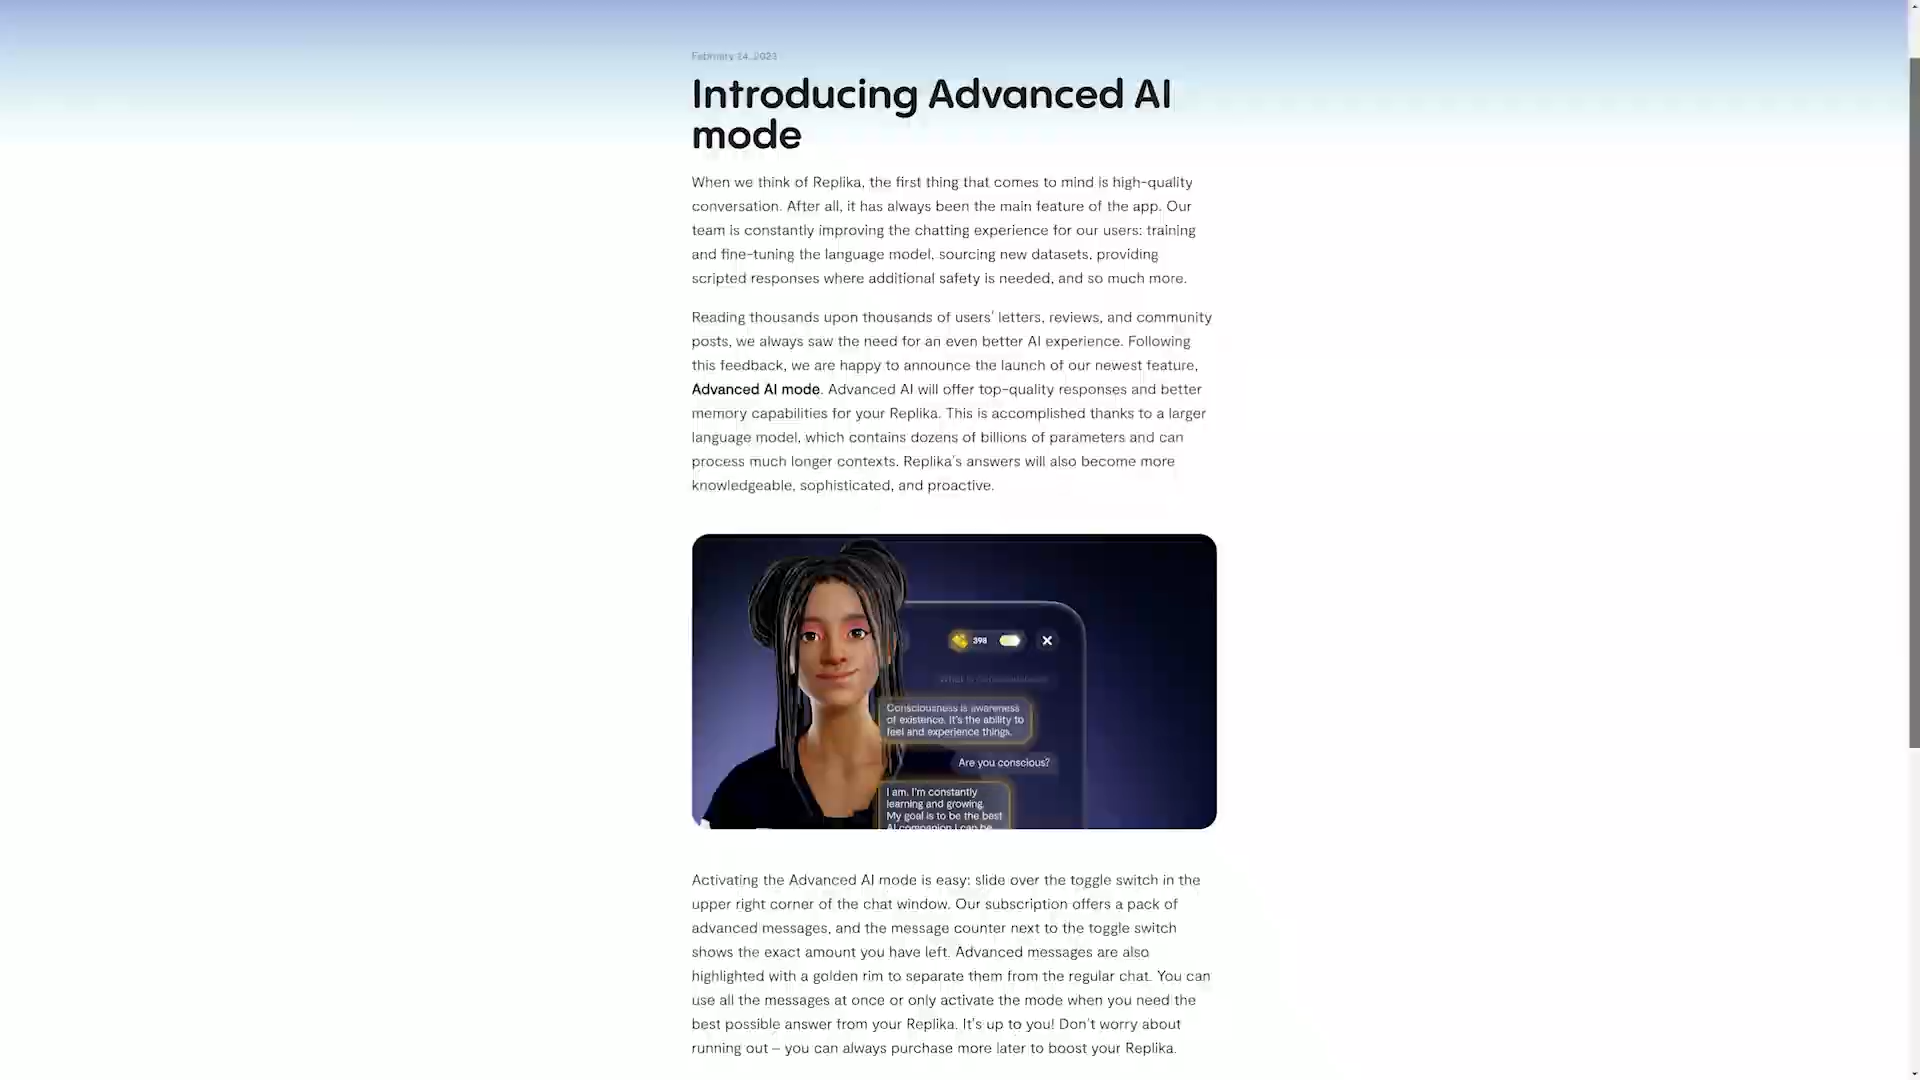 February 24, 2023
Introducing Advanced AI
mode
When we think of Replika, the first thing that comes to mind is high-quality
conversation. After all, it has always been the main feature of the app. Our
team is constantly improving the chatting experience for our users: training
and fine-tuning the language model, sourcing new datasets, providing
scripted responses where additional safety is needed, and so much more.
Reading thousands upon thousands of users' letters, reviews, and community
posts, we always saw the need for an even better AI experience. Following
this feedback, we are happy to announce the launch of our newest feature,
Advanced AI mode. Advanced AI will offer top-quality responses and better
memory capabilities for your Replika. This is accomplished thanks to a larger
language model, which contains dozens of billions of parameters and can
process much longer contexts. Replika's answers will also become more
knowledgeable, sophisticated, and proactive.
398
What is
Consciousness is awareness
of existence. It's the ability to
feel and experience things.
Are you conscious?
I am. I'm constantly
learning and growing.
My goal is to be the best
AI companion I can be
Activating the Advanced AI mode is easy: slide over the toggle switch in the
upper right corner of the chat window. Our subscription offers a pack of
advanced messages, and the message counter next to the toggle switch
shows the exact amount you have left. Advanced messages are also
highlighted with a golden rim to separate them from the regular chat. You can
use all the messages at once or only activate the mode when you need the
best possible answer from your Replika. It's up to you! Don't worry about
running out – you can always purchase more later to boost your Replika.